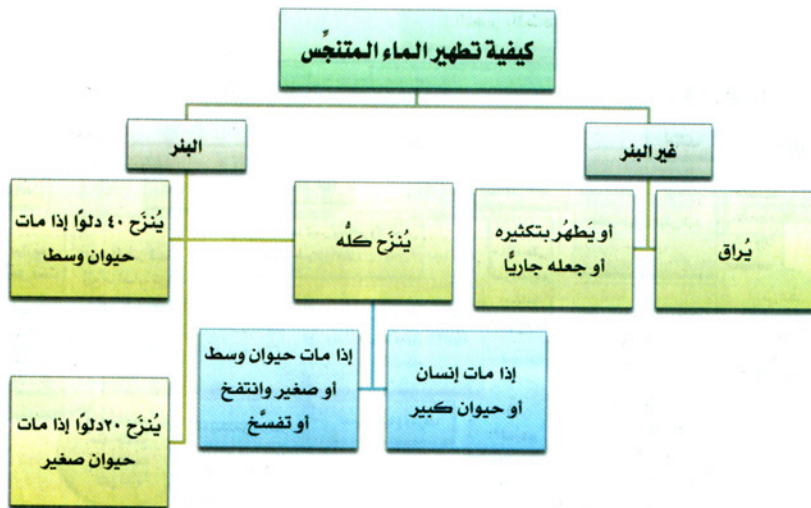 كيفية تطهير الماء المتنجِّس
غير البئر
البئر
يُراق
أو يَطهُر بتكثيره
أو جعله جاريًّا
يُنزَح كلُّه
يُنزَح ٤٠ دلوًا إذا مات
حيوان وسط
إذا مات إنسان
أو حيوان كبير
إذا مات حيوان وسط
أو صغير وانتفخ
أو تفسَّخ
يُنزَح ٢٠دلوًا إذا مات
حيوان صغير